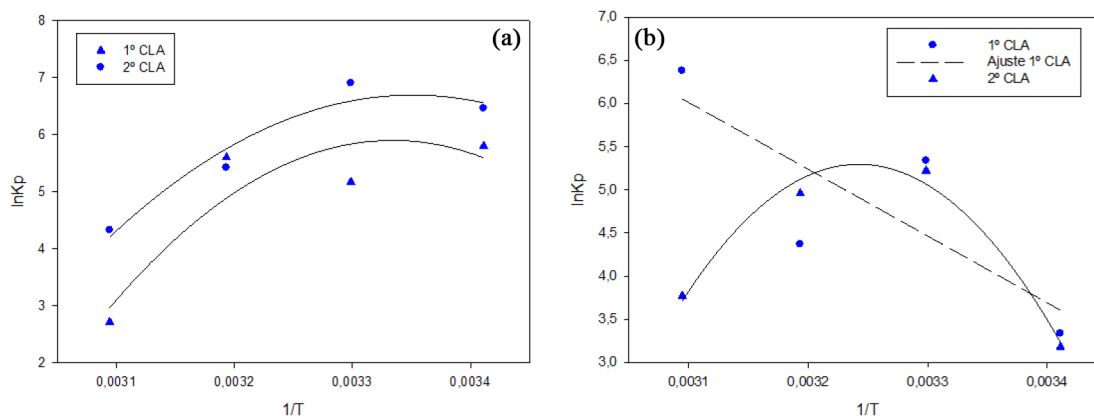 (a)
1º CLA
2º CLA
lnKp
8
7
6
5
4
3
2
0,0031
0,0032
0,0033
0,0034
1/T
(b)
1º CLA
Ajuste 1º CLA
2º CLA
lnKp
7,0
6,5
6,0
5,5
5,0
4,5
4,0
3,5
3,0
0,0031
0,0032
0,0033
0,0034
1/T